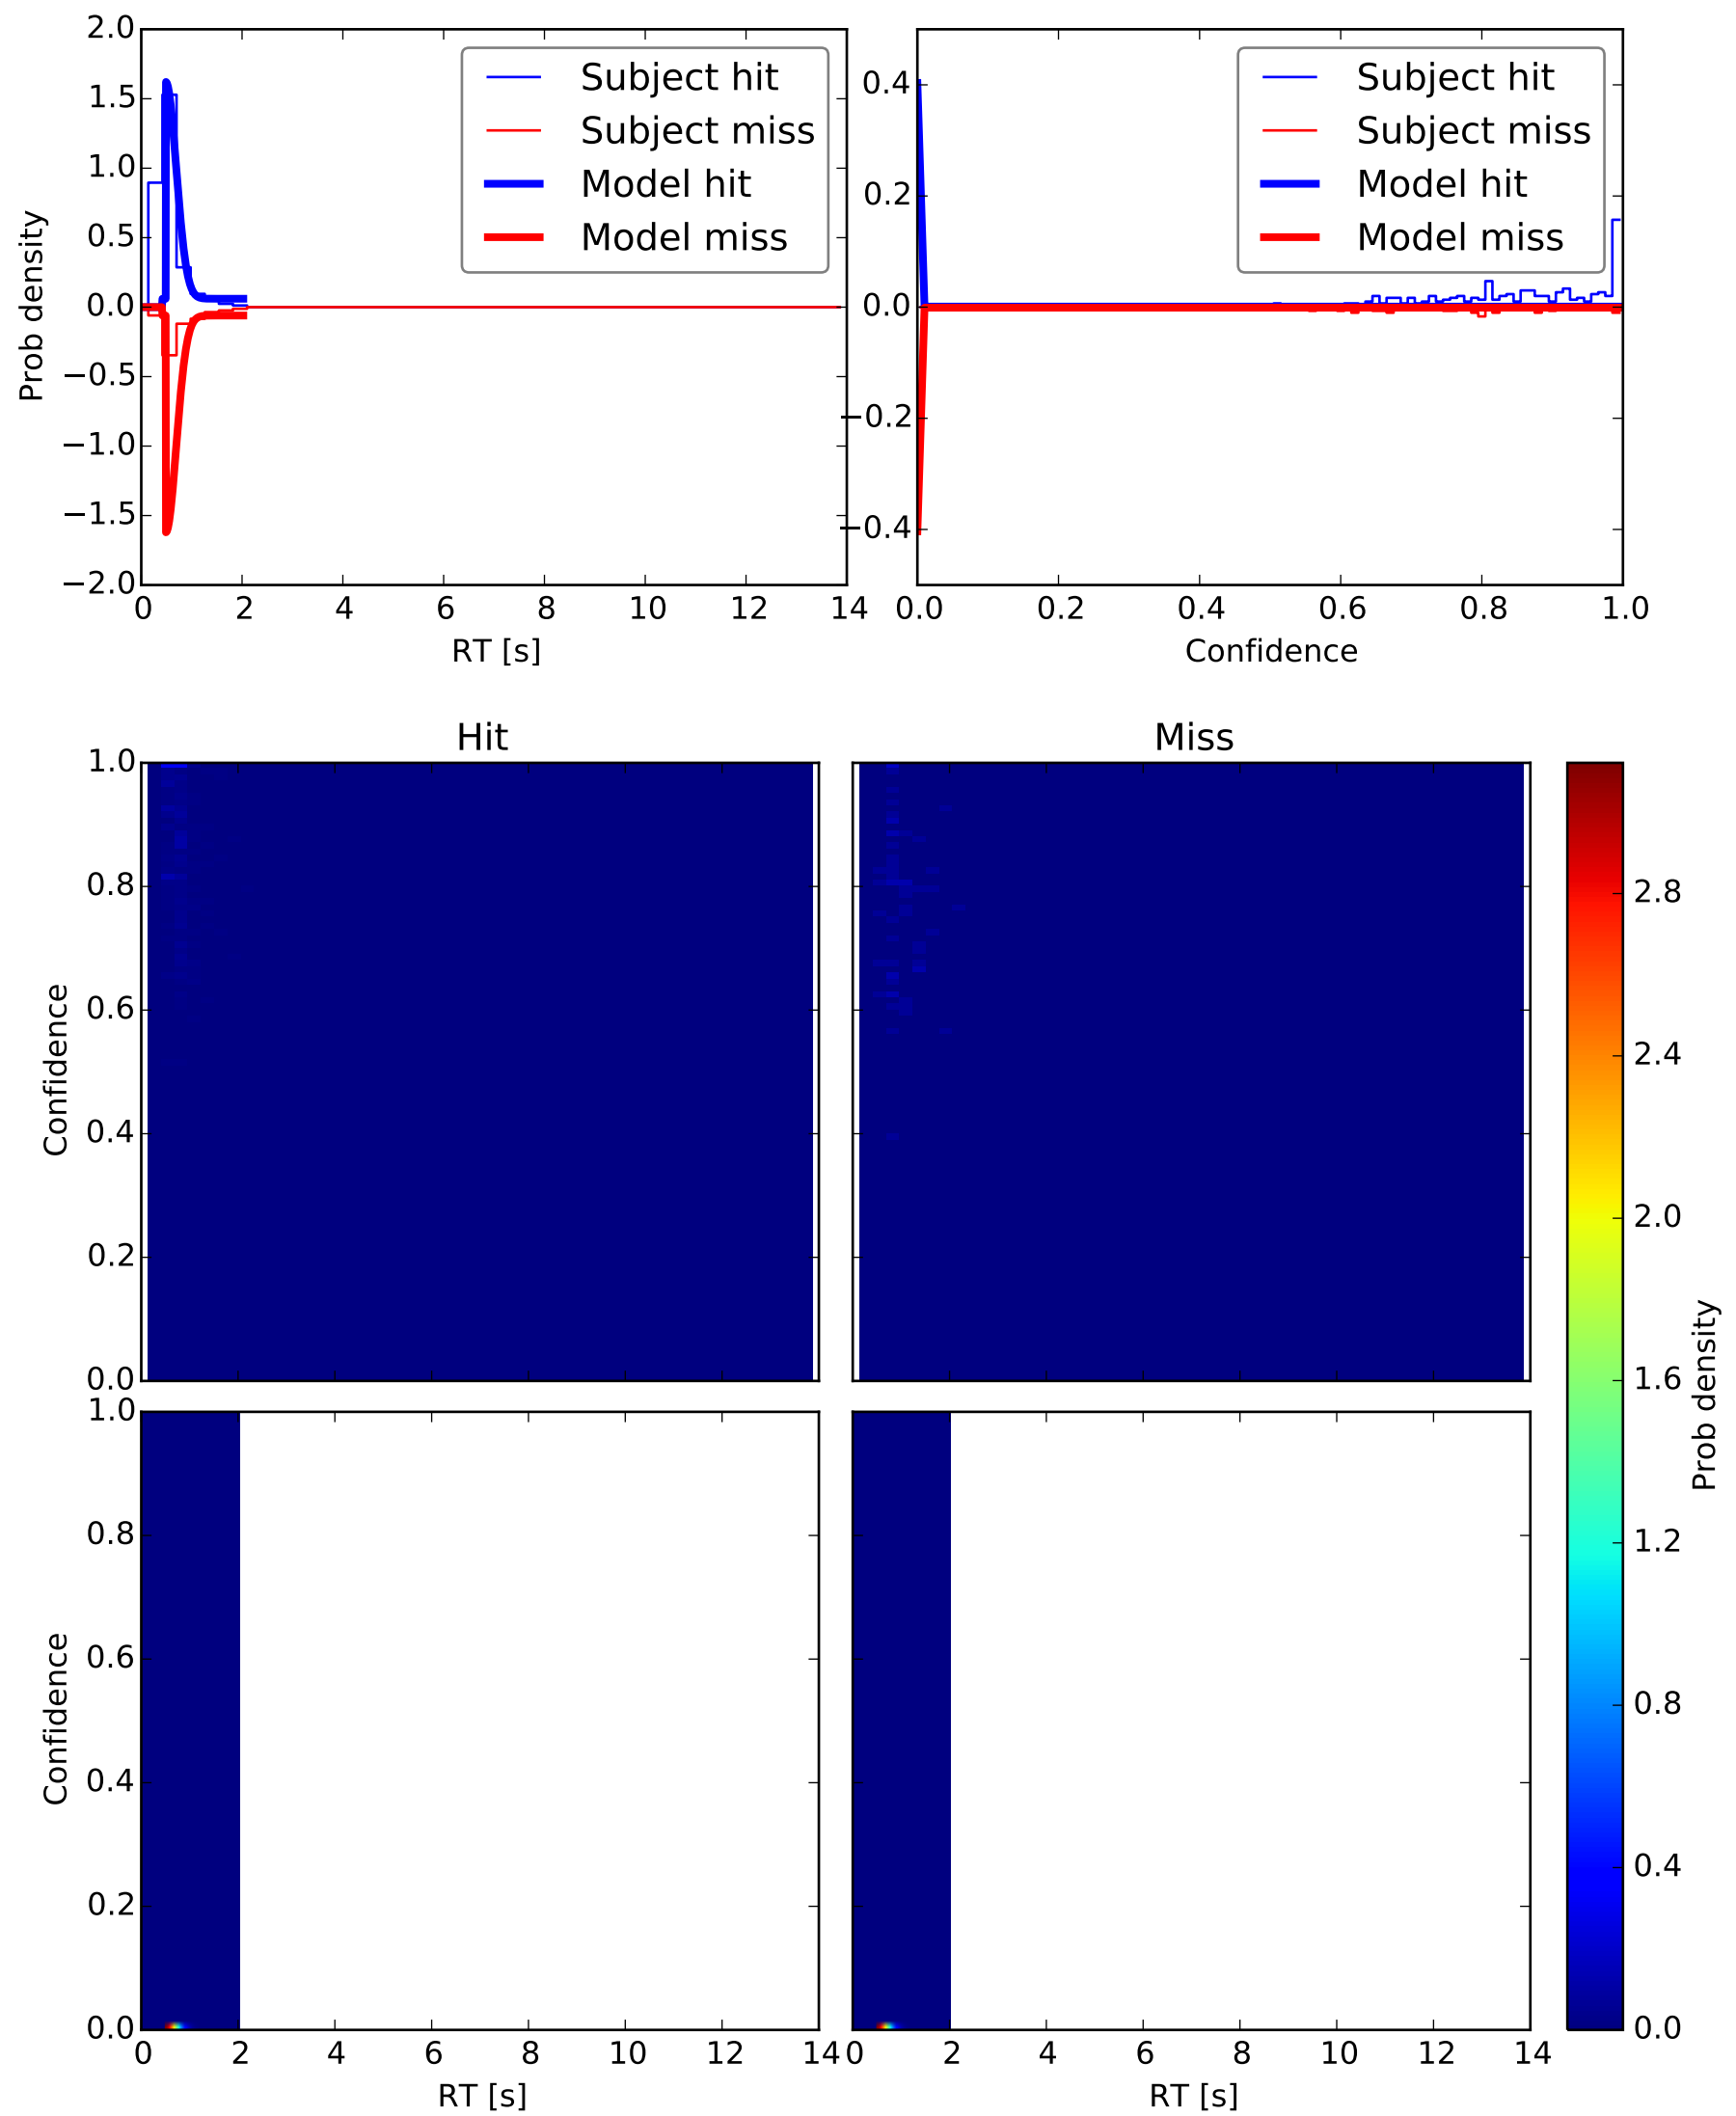 2.0
1.5
1.0
0.5
0.0
−0.5
−1.0
−1.5
−2.0
Prob density
0 2 4 6 8 10 12 14
RT [s]
Subject hit
Subject miss
Model hit
Model miss
0.4
0.2
0.0
−0.2
−0.4
0.0 0.2 0.4 0.6 0.8 1.0
Confidence
Subject hit
Subject miss
Model hit
Model miss
Hit
1.0
0.8
0.6
0.4
0.2
0.0
Confidence
Miss
1.0
0.8
0.6
0.4
0.2
0.0
Confidence
0 2 4 6 8 10 12 14
RT [s]
0 2 4 6 8 10 12 14
RT [s]
2.8
2.4
2.0
1.6
1.2
0.8
0.4
0.0
Prob density